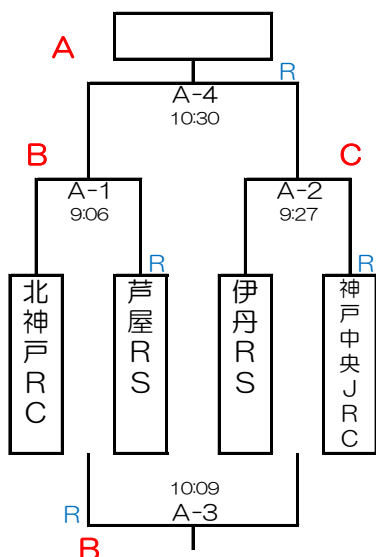 A
R
A-4
10:30
B
C
A-1
9:06
A-2
9:27
R
R
北神戸RC
芦屋RS
伊丹RS
神戸中央JRC
10:09
R
A-3
B